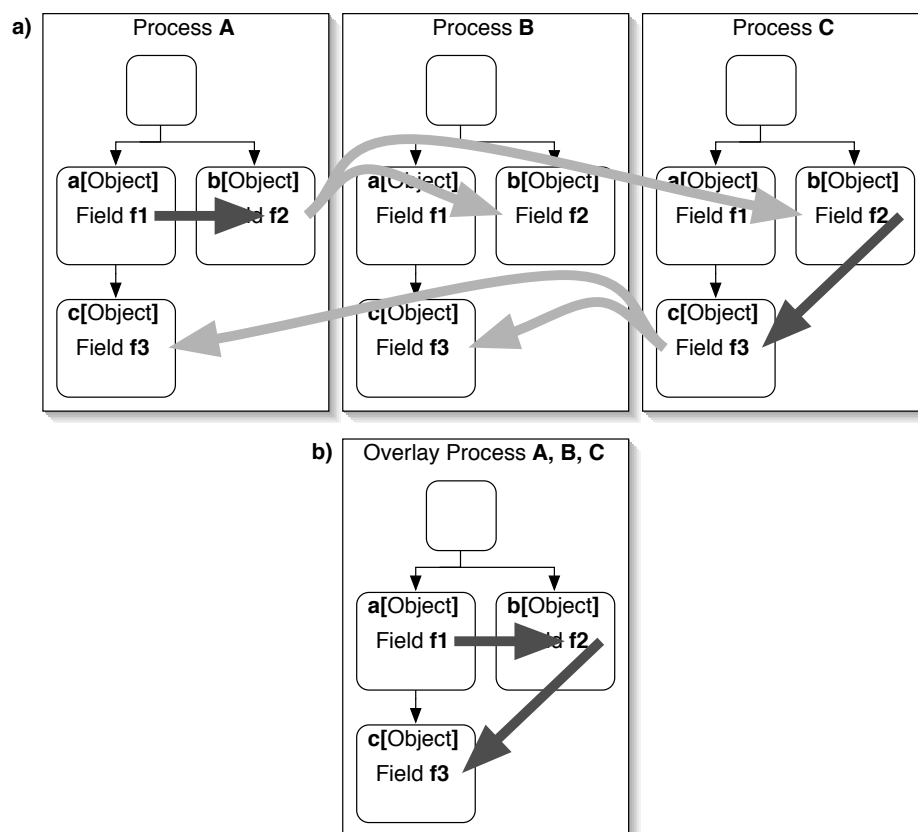 a)
Process A
a[Object]
Field f1
b[Object]
Field f2
c[Object]
Field f3
Process B
a[Object]
Field f1
b[Object]
Field f2
c[Object]
Field f3
Process C
a[Object]
Field f1
b[Object]
Field f2
c[Object]
Field f3
b)
Overlay Process A, B, C
a[Object]
Field f1
b[Object]
Field f2
c[Object]
Field f3